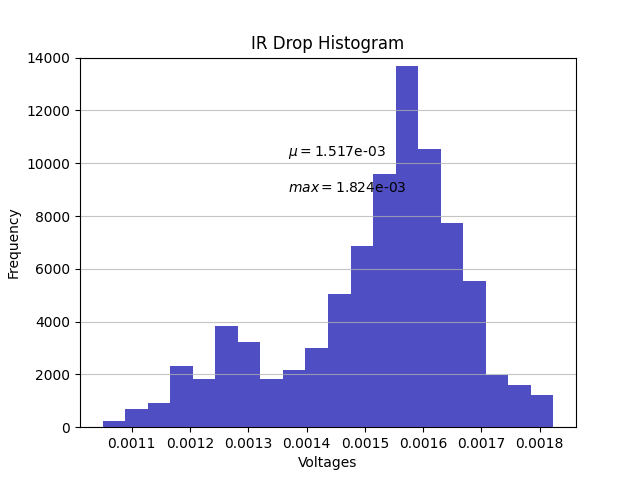 IR Drop Histogram
14000
12000
10000
8000
6000
4000
2000
0
Frequency
μ = 1.517e-03
max = 1.824e-03
0.0011 0.0012 0.0013 0.0014 0.0015 0.0016 0.0017 0.0018
Voltages